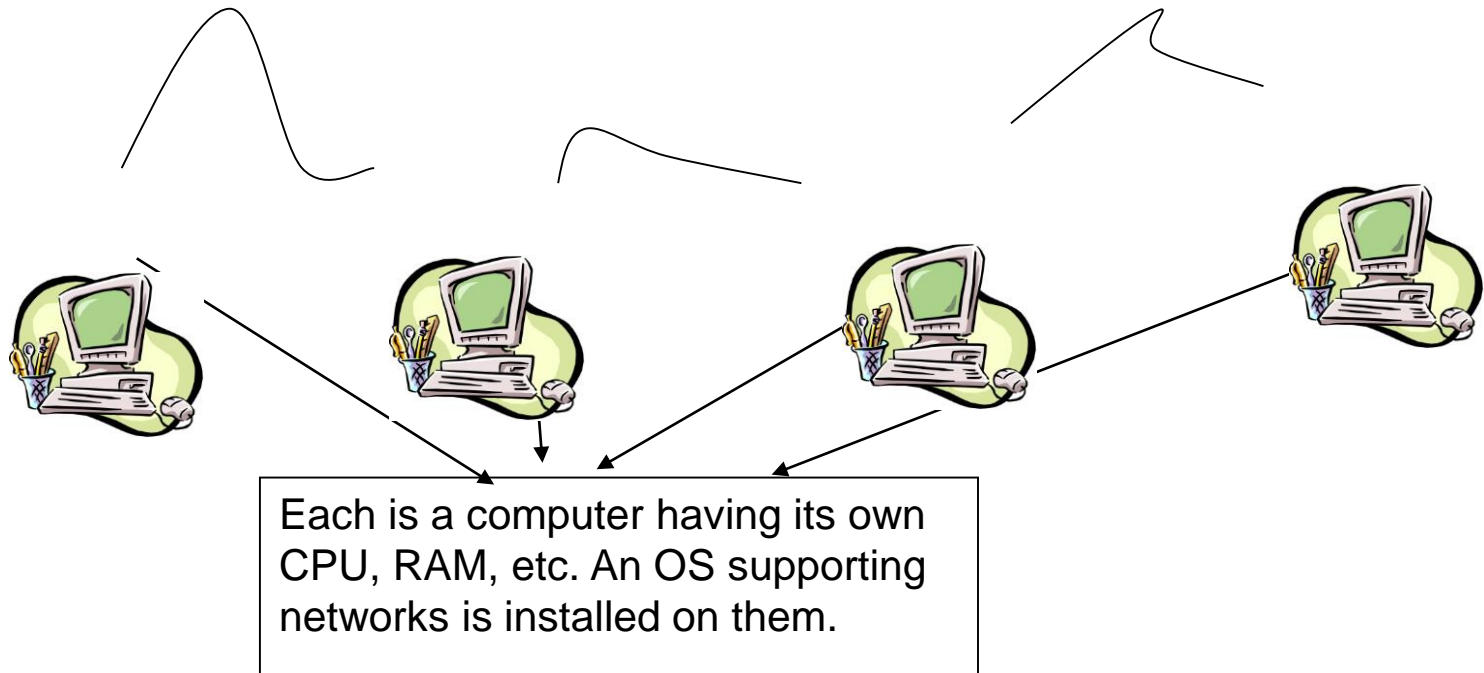 Each is a computer having its own
CPU, RAM, etc. An OS supporting
networks is installed on them.